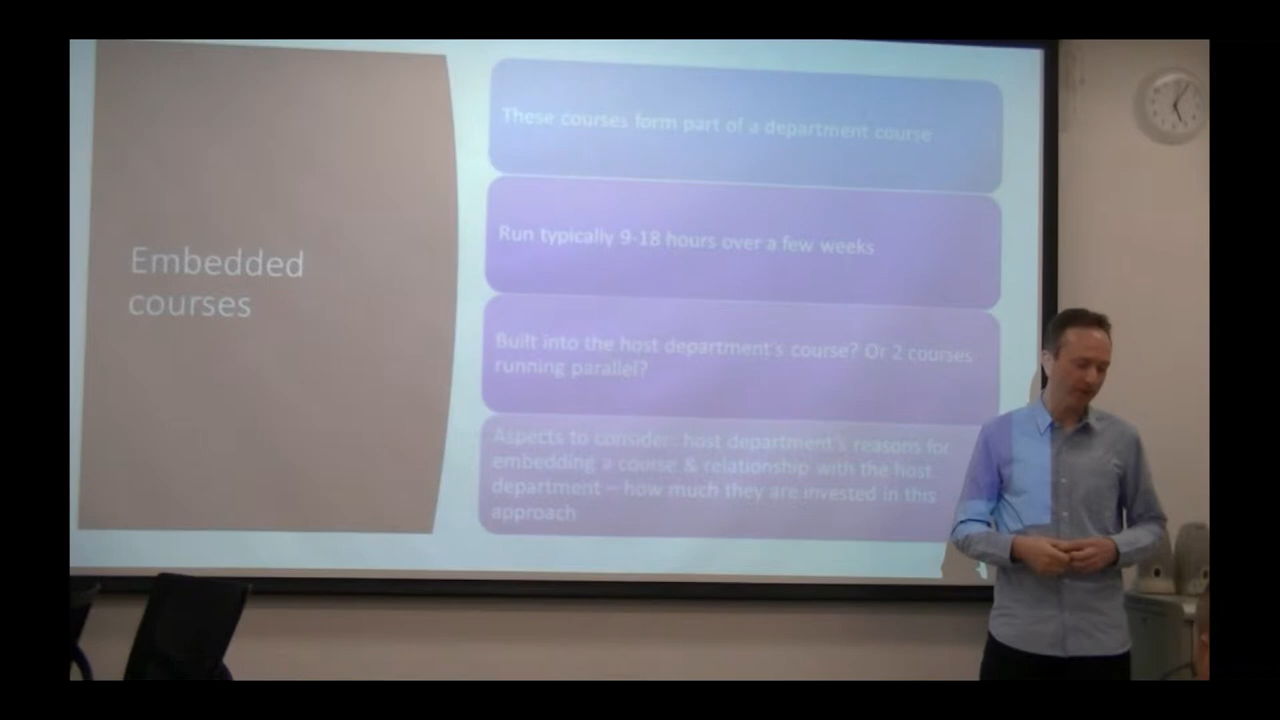 Embedded
courses
These courses form part of a department course
Run typically 9-18 hours over a few weeks
Built into the host department's course? Or 2 courses
running parallel?
Aspects to consider: host department's reasons for
embedding a course & relationship with the host
department – how much they are invested in this
approach